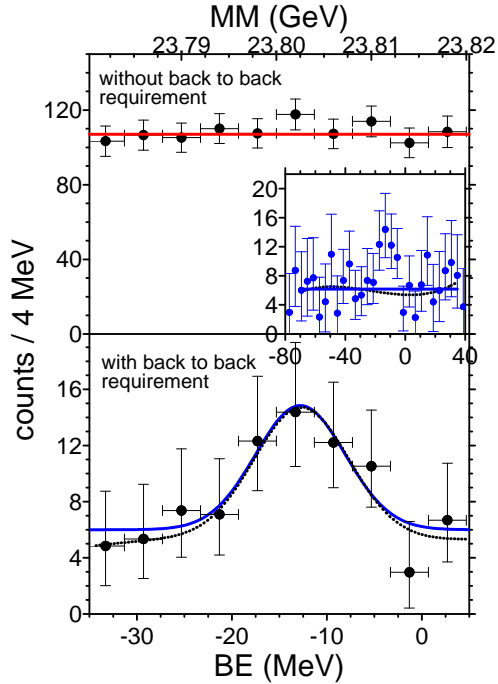 MM (GeV)
23.79 23.80 23.81 23.82
without back to back
requirement
120
80
40
0
20
16
12
8
4
0
-80 -40 0 40
counts / 4 MeV
with back to back
requirement
16
12
8
4
0
-30 -20 -10 0
BE (MeV)